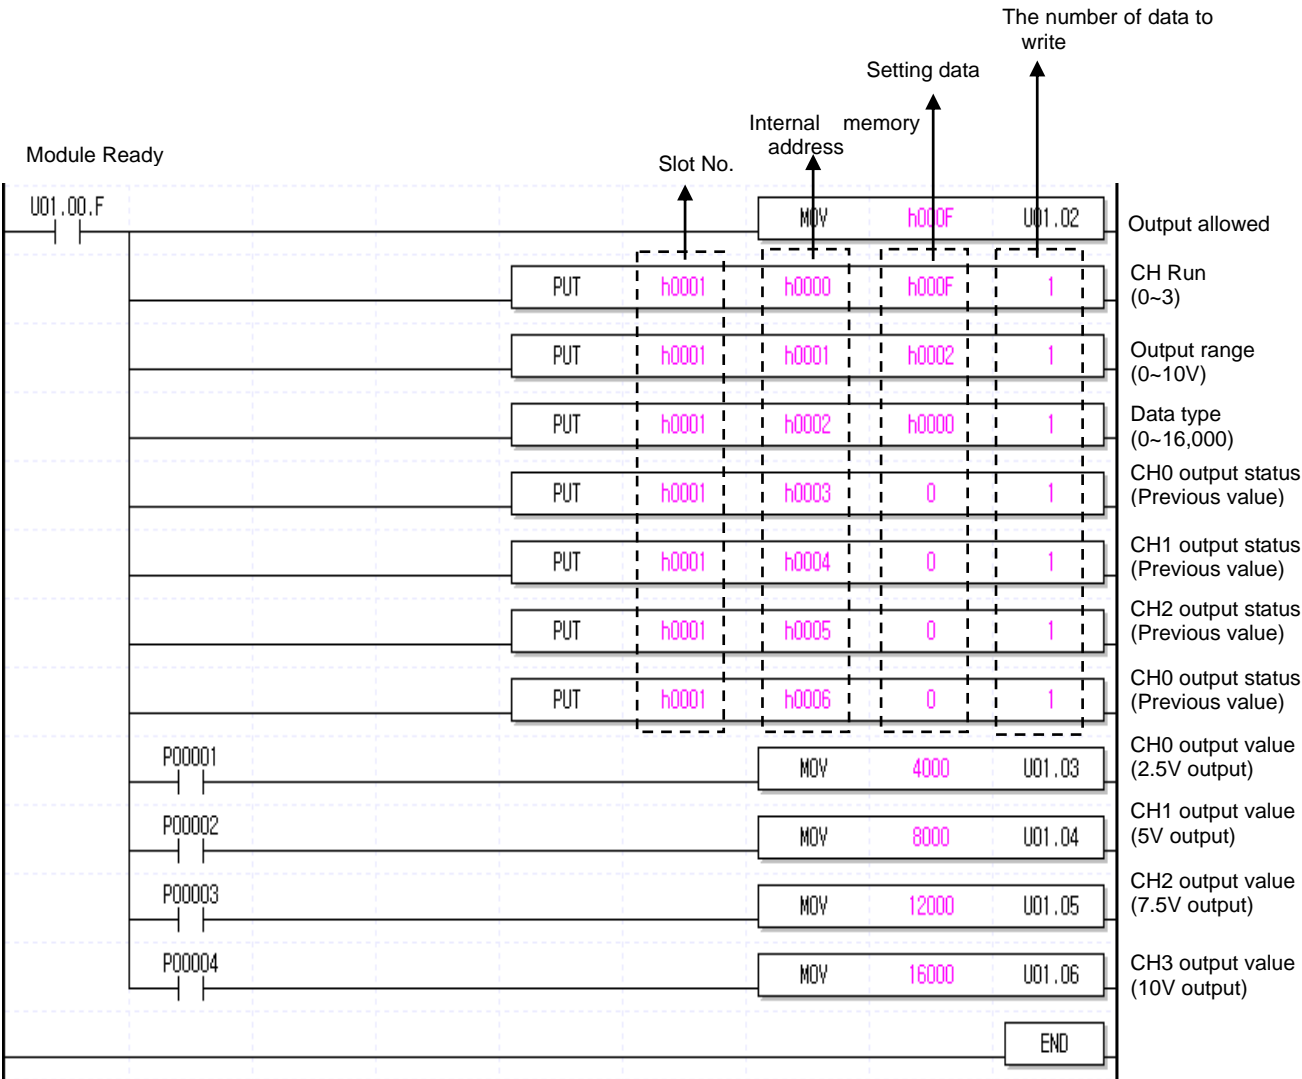 The number of data to
write
Setting data
Internal memory
address
Module Ready
Slot No.
U01.00.F
MOV h000F U01.02
Output allowed
PUT h0001 h0000 h000F 1
CH Run
(0~3)
PUT h0001 h0001 h0002 1
Output range
(0~10V)
PUT h0001 h0002 h0000 1
Data type
(0~16,000)
PUT h0001 h0003 0 1
CH0 output status
(Previous value)
PUT h0001 h0004 0 1
CH1 output status
(Previous value)
PUT h0001 h0005 0 1
CH2 output status
(Previous value)
PUT h0001 h0006 0 1
CH0 output status
(Previous value)
P00001
MOV 4000 U01.03
CH0 output value
(2.5V output)
P00002
MOV 8000 U01.04
CH1 output value
(5V output)
P00003
MOV 12000 U01.05
CH2 output value
(7.5V output)
P00004
MOV 16000 U01.06
CH3 output value
(10V output)
END